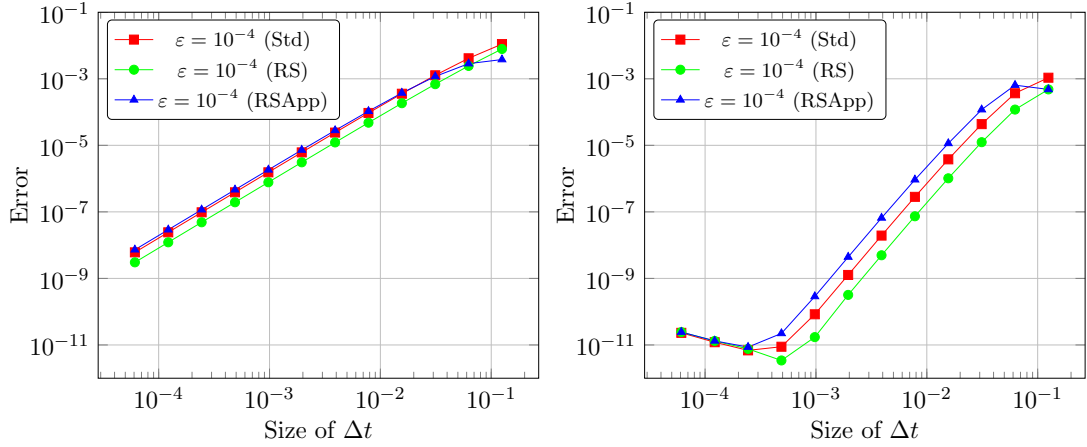 10^{-1}
10^{-3}
10^{-5}
10^{-7}
10^{-9}
10^{-11}
Error
ε = 10^{-4} (Std)
ε = 10^{-4} (RS)
ε = 10^{-4} (RSApp)
10^{-4}
10^{-3}
10^{-2}
10^{-1}
Size of Δt
10^{-1}
10^{-3}
10^{-5}
10^{-7}
10^{-9}
10^{-11}
Error
ε = 10^{-4} (Std)
ε = 10^{-4} (RS)
ε = 10^{-4} (RSApp)
10^{-4}
10^{-3}
10^{-2}
10^{-1}
Size of Δt